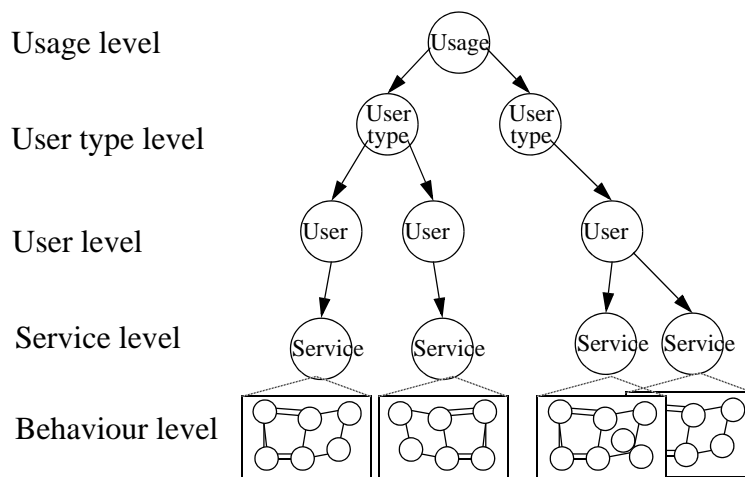 Usage level
Usage
User type level
User
type
User
type
User level
User
User
User
Service level
Service
Service
Service
Service
Behaviour level